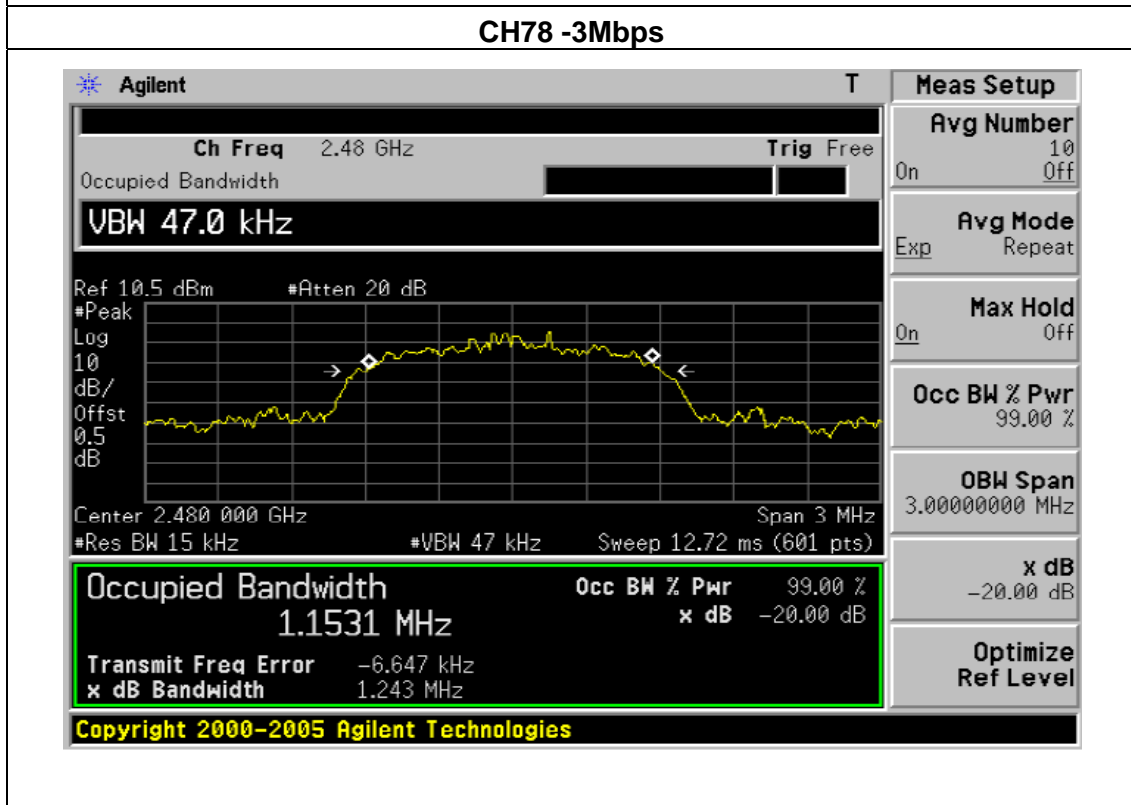 CH78 -3Mbps
Agilent T
Ch Freq 2.48 GHz Trig Free
Occupied Bandwidth
VBW 47.0 kHz
Ref 10.5 dBm #Atten 20 dB
#Peak
Log
10
dB/
Offst
0.5
dB
Center 2.480 000 GHz Span 3 MHz
#Res BW 15 kHz #VBW 47 kHz Sweep 12.72 ms (601 pts)
Occupied Bandwidth Occ BW % Pwr 99.00 %
1.1531 MHz x dB -20.00 dB
Transmit Freq Error -6.647 kHz
x dB Bandwidth 1.243 MHz
Copyright 2000-2005 Agilent Technologies
Meas Setup
Avg Number
10
On Off
Avg Mode
Exp Repeat
Max Hold
On Off
Occ BW % Pwr
99.00 %
OBW Span
3.00000000 MHz
x dB
-20.00 dB
Optimize
Ref Level